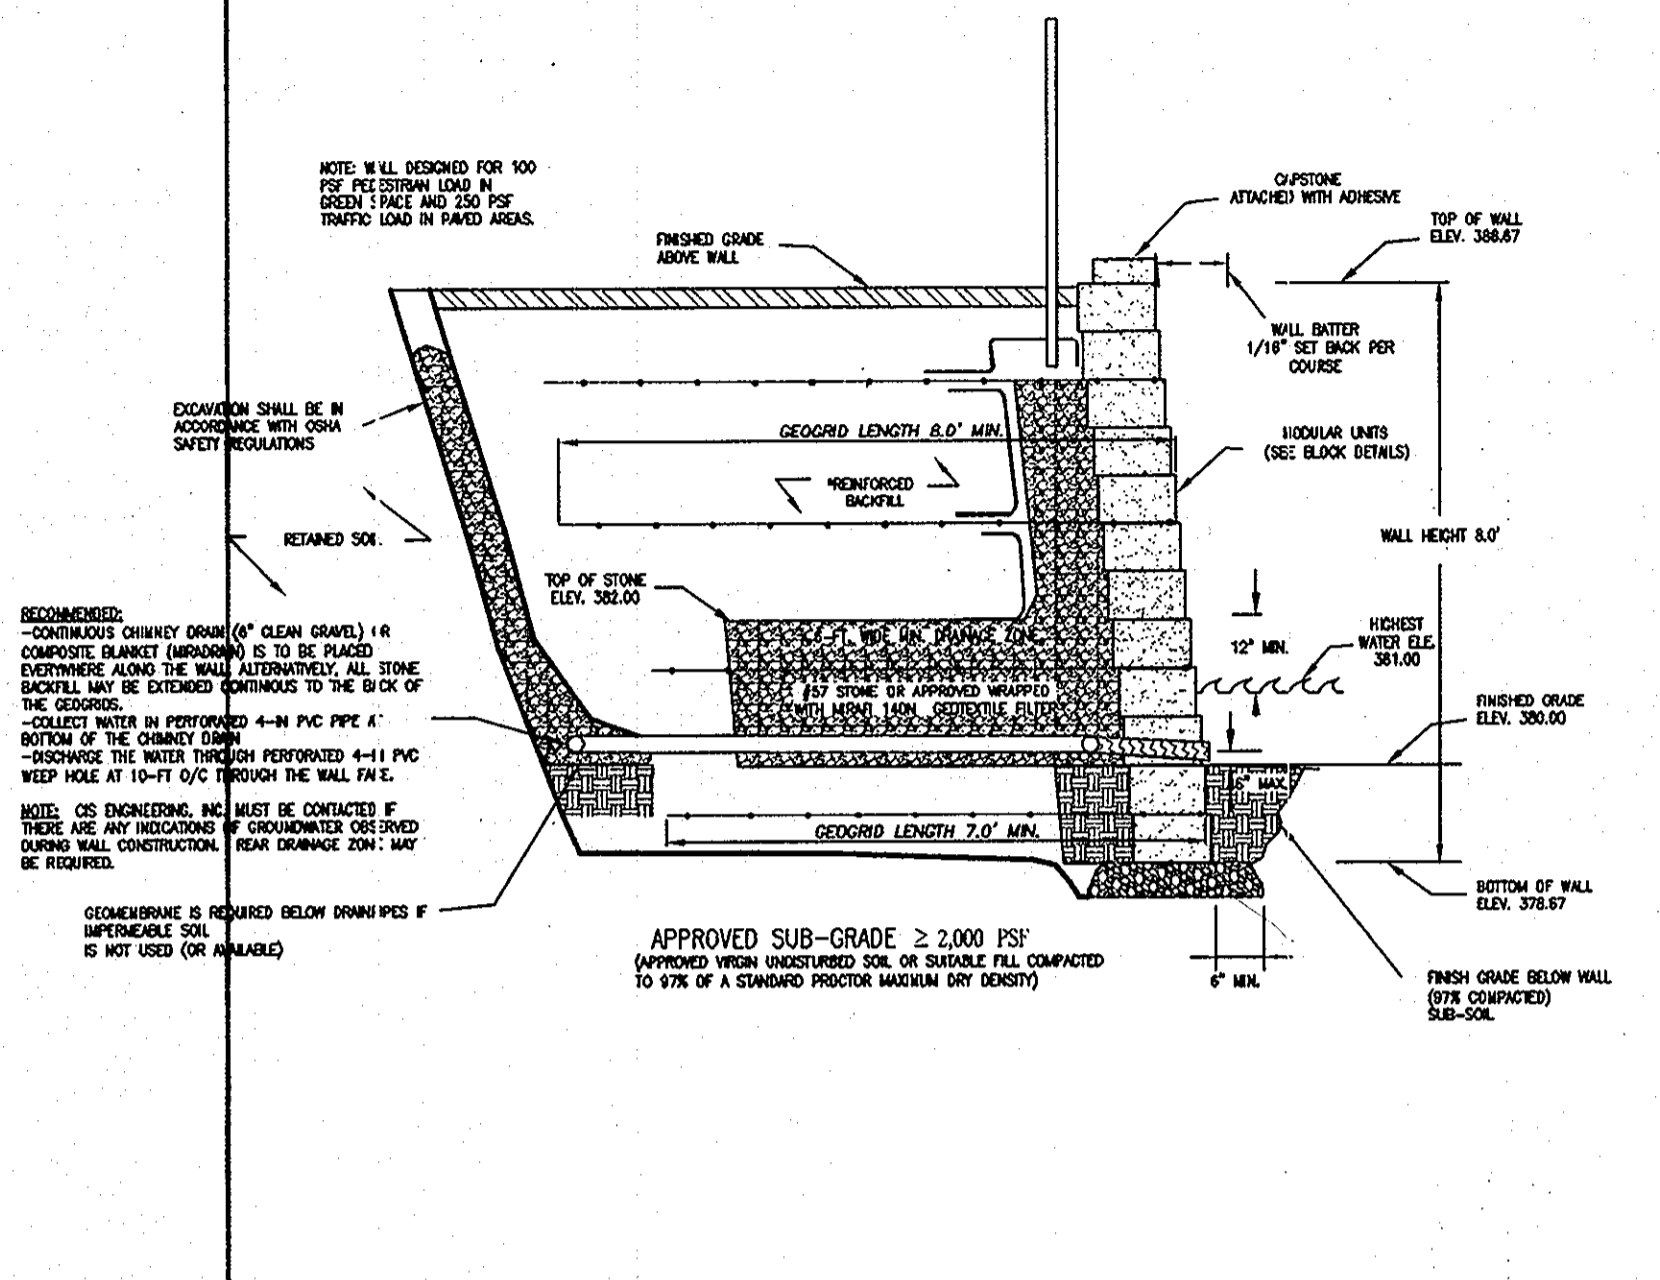 NOTE: WALL DESIGNED FOR 100
PSF PEDESTRIAN LOAD IN
GREEN SPACE AND 250 PSF
TRAFFIC LOAD IN PAVED AREAS.
FINISHED GRADE
ABOVE WALL
CAPSTONE
ATTACHED WITH ADHESIVE
TOP OF WALL
ELEV. 388.67
WALL BATTER
1/16" SET BACK PER
COURSE
EXCAVATION SHALL BE IN
ACCORDANCE WITH OSHA
SAFETY REGULATIONS
GEOGRID LENGTH 8.0' MIN.
MODULAR UNITS
(SEE BLOCK DETAILS)
*REINFORCED
BACKFILL
RETAINED SOIL
WALL HEIGHT 8.0'
TOP OF STONE
ELEV. 382.00
RECOMMENDED:
-CONTINUOUS CHIMNEY DRAIN (6" CLEAN GRAVEL) OR
COMPOSITE BLANKET (MIRADRAIN) IS TO BE PLACED
EVERYWHERE ALONG THE WALL. ALTERNATIVELY, ALL STONE
BACKFILL MAY BE EXTENDED CONTINOUS TO THE BACK OF
THE GEOGRIDS.
-COLLECT WATER IN PERFORATED 4-IN PVC PIPE AT
BOTTOM OF THE CHIMNEY DRAIN
-DISCHARGE THE WATER THROUGH PERFORATED 4-IN PVC
WEEP HOLE AT 10-FT O/C THROUGH THE WALL FACE.
NOTE: CIS ENGINEERING, INC. MUST BE CONTACTED IF
THERE ARE ANY INDICATIONS OF GROUNDWATER OBSERVED
DURING WALL CONSTRUCTION. REAR DRAINAGE ZONE MAY
BE REQUIRED.
-FT. WIDE MIN. DRAINAGE ZONE
#57 STONE OR APPROVED WRAPPED
WITH MIRAFI 140N GEOTEXTILE FILTER
12" MIN.
HIGHEST
WATER ELE.
381.00
FINISHED GRADE
ELEV. 380.00
6" MAX
GEOGRID LENGTH 7.0' MIN.
BOTTOM OF WALL
ELEV. 378.67
GEOMEMBRANE IS REQUIRED BELOW DRAINPIPES IF
IMPERMEABLE SOIL
IS NOT USED (OR AVAILABLE)
APPROVED SUB-GRADE ≥ 2,000 PSF
(APPROVED VIRGIN UNDISTURBED SOIL OR SUITABLE FILL COMPACTED
TO 97% OF A STANDARD PROCTOR MAXIMUM DRY DENSITY)
6" MIN.
FINISH GRADE BELOW WALL
(97% COMPACTED)
SUB-SOIL